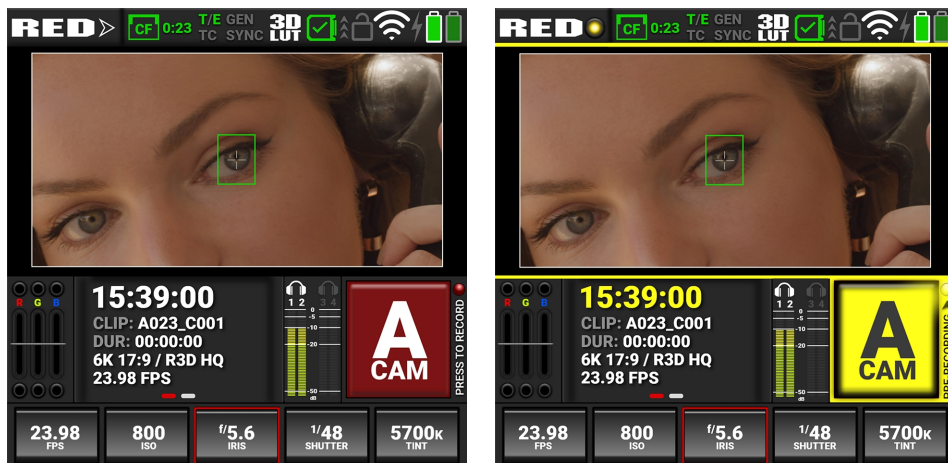 RED CF 0:23 T/E GEN 3D
TC SYNC LUT
R G B
15:39:00
CLIP: A023_C001
DUR: 00:00:00
6K 17:9 / R3D HQ
23.98 FPS
1 2 3 4
0
-5
-10
-20
-50
dB
A
CAM
PRESS TO RECORD
23.98
FPS
800
ISO
f/5.6
IRIS
1/48
SHUTTER
5700K
TINT
RED CF 0:23 T/E GEN 3D
TC SYNC LUT
R G B
15:39:00
CLIP: A023_C001
DUR: 00:00:00
6K 17:9 / R3D HQ
23.98 FPS
1 2 3 4
0
-5
-10
-20
-50
dB
A
CAM
23.98
FPS
800
ISO
f/5.6
IRIS
1/48
SHUTTER
5700K
TINT